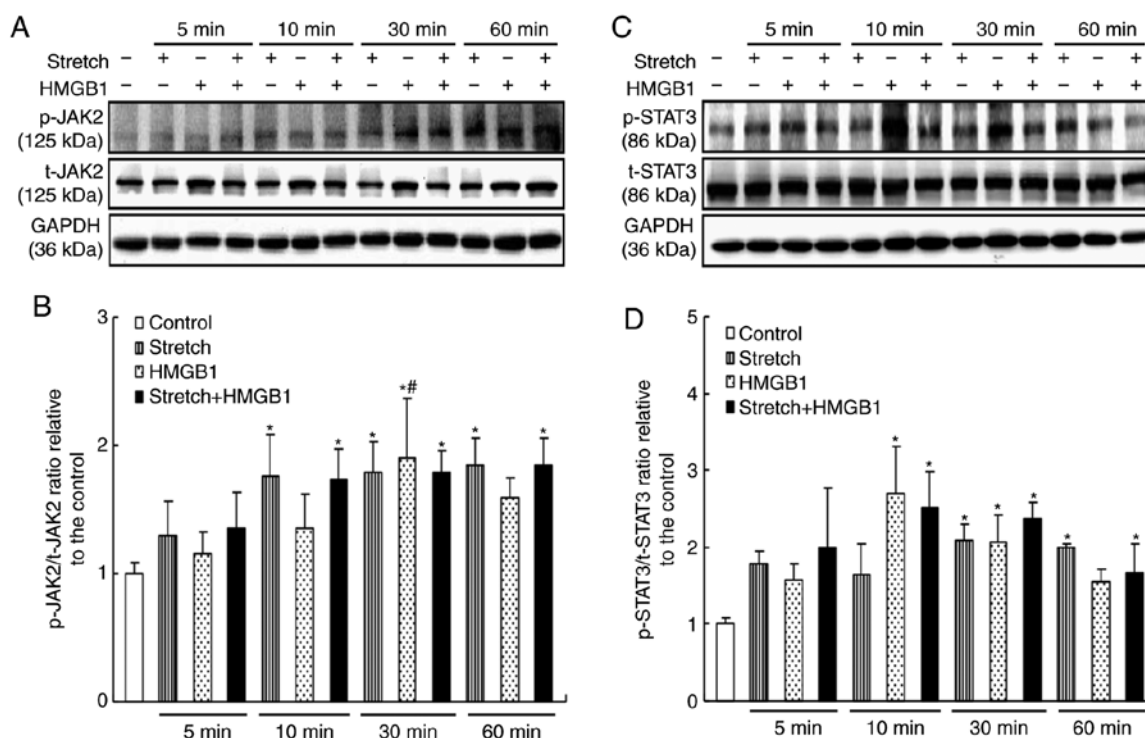 A
5 min 10 min 30 min 60 min
Stretch – + – + + – + + – + + – +
HMGB1 – – + + – + + – + + – + +
p-JAK2
(125 kDa)
t-JAK2
(125 kDa)
GAPDH
(36 kDa)
B
3
2
1
0
p-JAK2/t-JAK2 ratio relative
to the control
Control
Stretch
HMGB1
Stretch+HMGB1
* * * *# * * *
5 min 10 min 30 min 60 min
C
5 min 10 min 30 min 60 min
Stretch – + – + + – + + – + + – +
HMGB1 – – + + – + + – + + – + +
p-STAT3
(86 kDa)
t-STAT3
(86 kDa)
GAPDH
(36 kDa)
D
5
4
3
2
1
0
p-STAT3/t-STAT3 ratio relative
to the control
Control
Stretch
HMGB1
Stretch+HMGB1
* * * * * * *
5 min 10 min 30 min 60 min